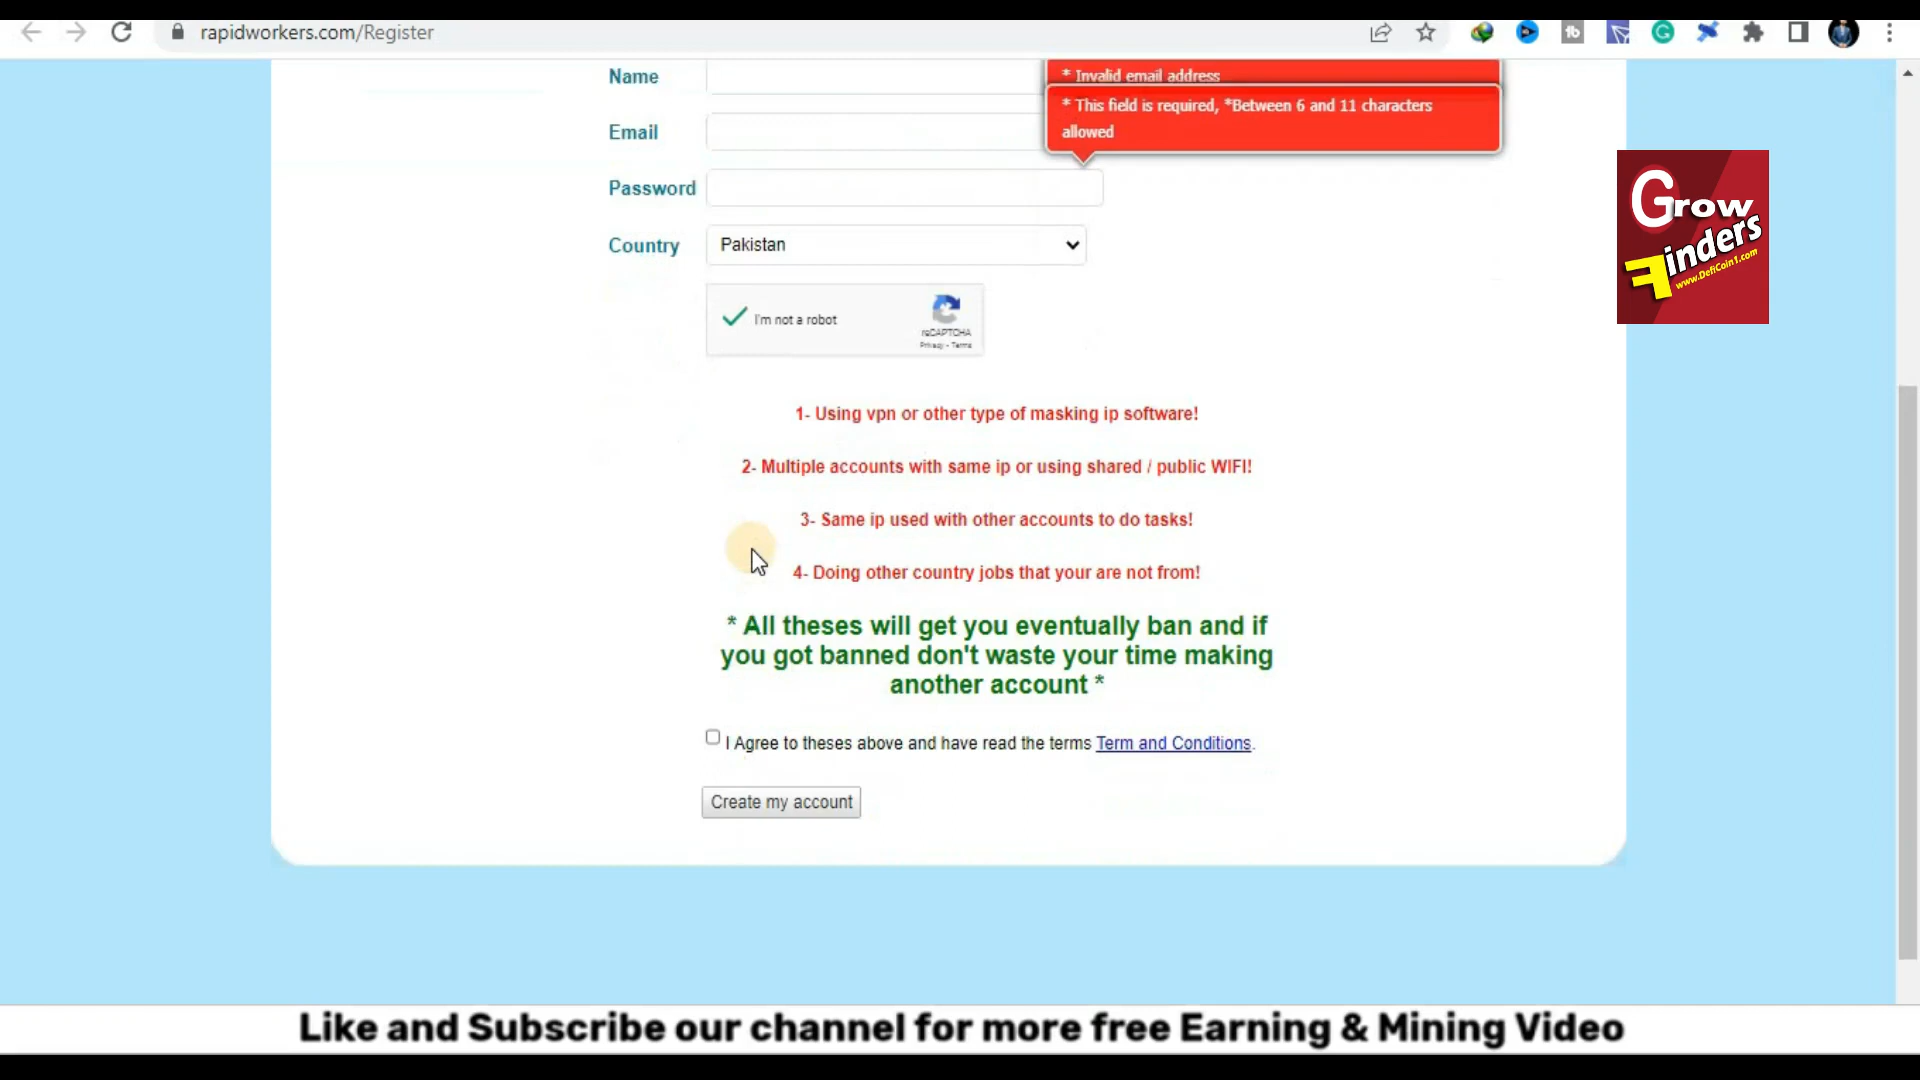 rapidworkers.com/Register
Name
* Invalid email address
* This field is required, *Between 6 and 11 characters
allowed
Email
Password
Country
Pakistan
I'm not a robot
reCAPTCHA
Privacy - Terms
Grow
Finders
www.DefiCoin1.com
1- Using vpn or other type of masking ip software!
2- Multiple accounts with same ip or using shared / public WIFI!
3- Same ip used with other accounts to do tasks!
4- Doing other country jobs that your are not from!
* All theses will get you eventually ban and if
you got banned don't waste your time making
another account *
I Agree to theses above and have read the terms Term and Conditions.
Create my account
Like and Subscribe our channel for more free Earning & Mining Video